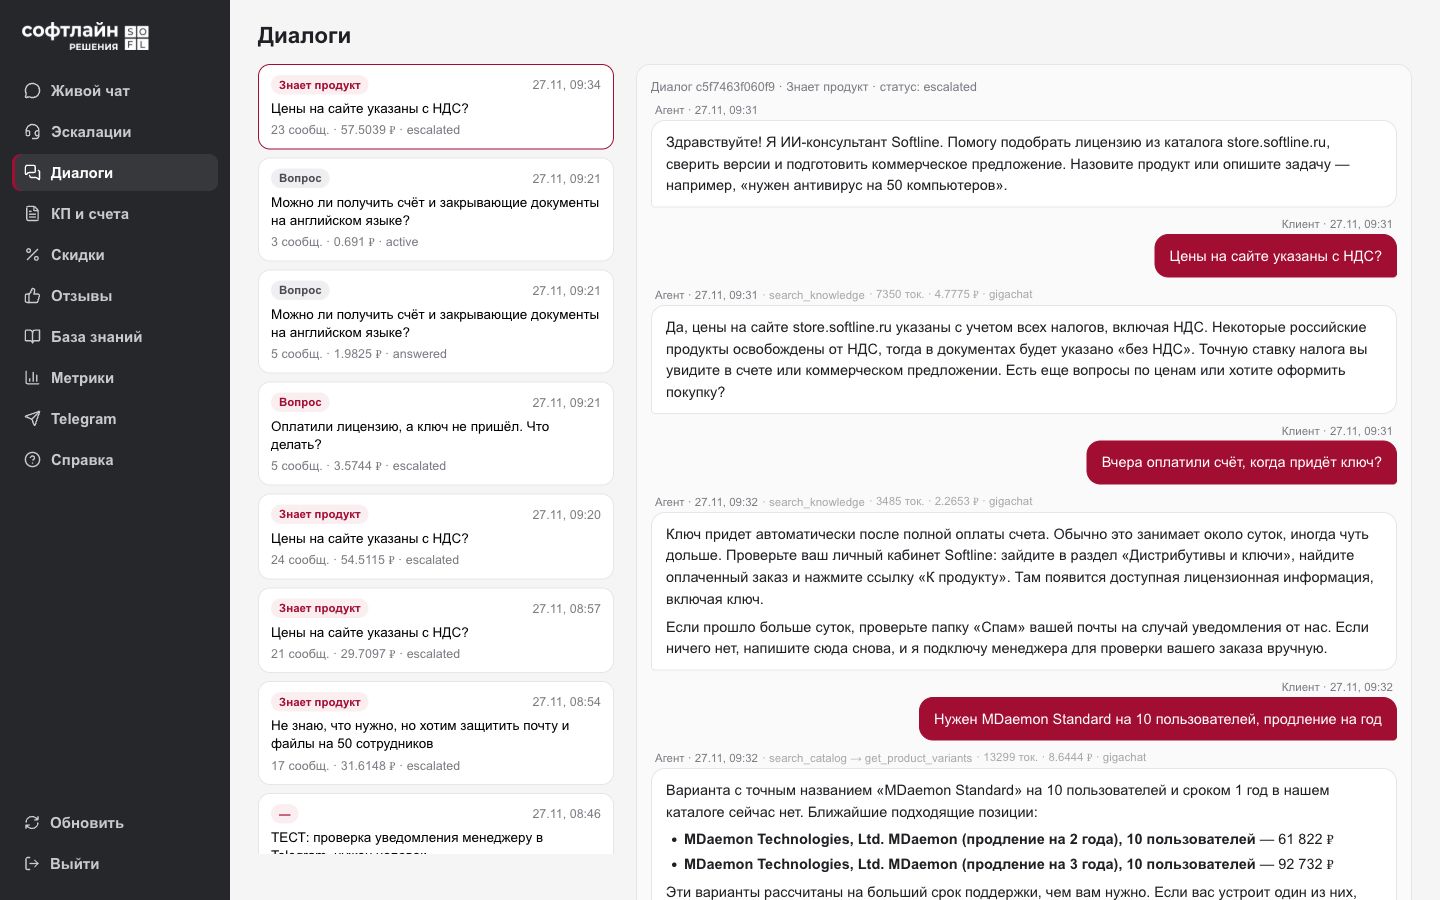 софтлайн
РЕШЕНИЯ
SO
FL
Живой чат
Эскалации
Диалоги
КП и счета
Скидки
Отзывы
База знаний
Метрики
Telegram
Справка
Обновить
Выйти
Диалоги
Знает продукт 27.11, 09:34
Цены на сайте указаны с НДС?
23 сообщ. · 57.5039 ₽ · escalated
Вопрос 27.11, 09:21
Можно ли получить счёт и закрывающие документы
на английском языке?
3 сообщ. · 0.691 ₽ · active
Вопрос 27.11, 09:21
Можно ли получить счёт и закрывающие документы
на английском языке?
5 сообщ. · 1.9825 ₽ · answered
Вопрос 27.11, 09:21
Оплатили лицензию, а ключ не пришёл. Что
делать?
5 сообщ. · 3.5744 ₽ · escalated
Знает продукт 27.11, 09:20
Цены на сайте указаны с НДС?
24 сообщ. · 54.5115 ₽ · escalated
Знает продукт 27.11, 08:57
Цены на сайте указаны с НДС?
21 сообщ. · 29.7097 ₽ · escalated
Знает продукт 27.11, 08:54
Не знаю, что нужно, но хотим защитить почту и
файлы на 50 сотрудников
17 сообщ. · 31.6148 ₽ · escalated
— 27.11, 08:46
ТЕСТ: проверка уведомления менеджеру в
Диалог c5f7463f060f9 · Знает продукт · статус: escalated
Агент · 27.11, 09:31
Здравствуйте! Я ИИ-консультант Softline. Помогу подобрать лицензию из каталога store.softline.ru,
сверить версии и подготовить коммерческое предложение. Назовите продукт или опишите задачу —
например, «нужен антивирус на 50 компьютеров».
Клиент · 27.11, 09:31
Цены на сайте указаны с НДС?
Агент · 27.11, 09:31 · search_knowledge · 7350 ток. · 4.7775 ₽ · gigachat
Да, цены на сайте store.softline.ru указаны с учетом всех налогов, включая НДС. Некоторые российские
продукты освобождены от НДС, тогда в документах будет указано «без НДС». Точную ставку налога вы
увидите в счете или коммерческом предложении. Есть еще вопросы по ценам или хотите оформить
покупку?
Клиент · 27.11, 09:31
Вчера оплатили счёт, когда придёт ключ?
Агент · 27.11, 09:32 · search_knowledge · 3485 ток. · 2.2653 ₽ · gigachat
Ключ придет автоматически после полной оплаты счета. Обычно это занимает около суток, иногда чуть
дольше. Проверьте ваш личный кабинет Softline: зайдите в раздел «Дистрибутивы и ключи», найдите
оплаченный заказ и нажмите ссылку «К продукту». Там появится доступная лицензионная информация,
включая ключ.
Если прошло больше суток, проверьте папку «Спам» вашей почты на случай уведомления от нас. Если
ничего нет, напишите сюда снова, и я подключу менеджера для проверки вашего заказа вручную.
Клиент · 27.11, 09:32
Нужен MDaemon Standard на 10 пользователей, продление на год
Агент · 27.11, 09:32 · search_catalog → get_product_variants · 13299 ток. · 8.6444 ₽ · gigachat
Варианта с точным названием «MDaemon Standard» на 10 пользователей и сроком 1 год в нашем
каталоге сейчас нет. Ближайшие подходящие позиции:
• MDaemon Technologies, Ltd. MDaemon (продление на 2 года), 10 пользователей — 61 822 ₽
• MDaemon Technologies, Ltd. MDaemon (продление на 3 года), 10 пользователей — 92 732 ₽
Эти варианты рассчитаны на больший срок поддержки, чем вам нужно. Если вас устроит один из них,